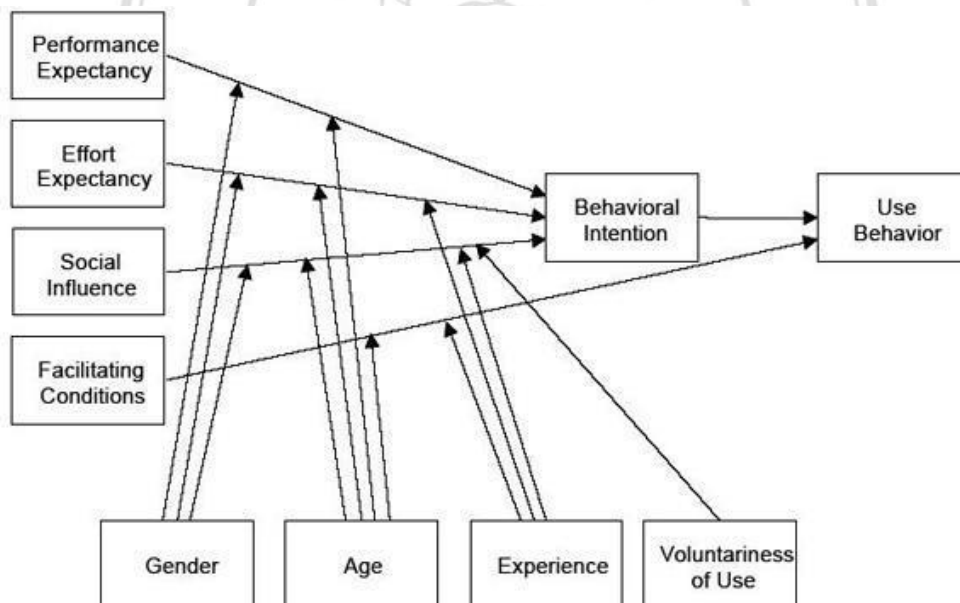 Performance
Expectancy
Effort
Expectancy
Social
Influence
Facilitating
Conditions
Behavioral
Intention
Use
Behavior
Gender
Age
Experience
Voluntariness
of Use